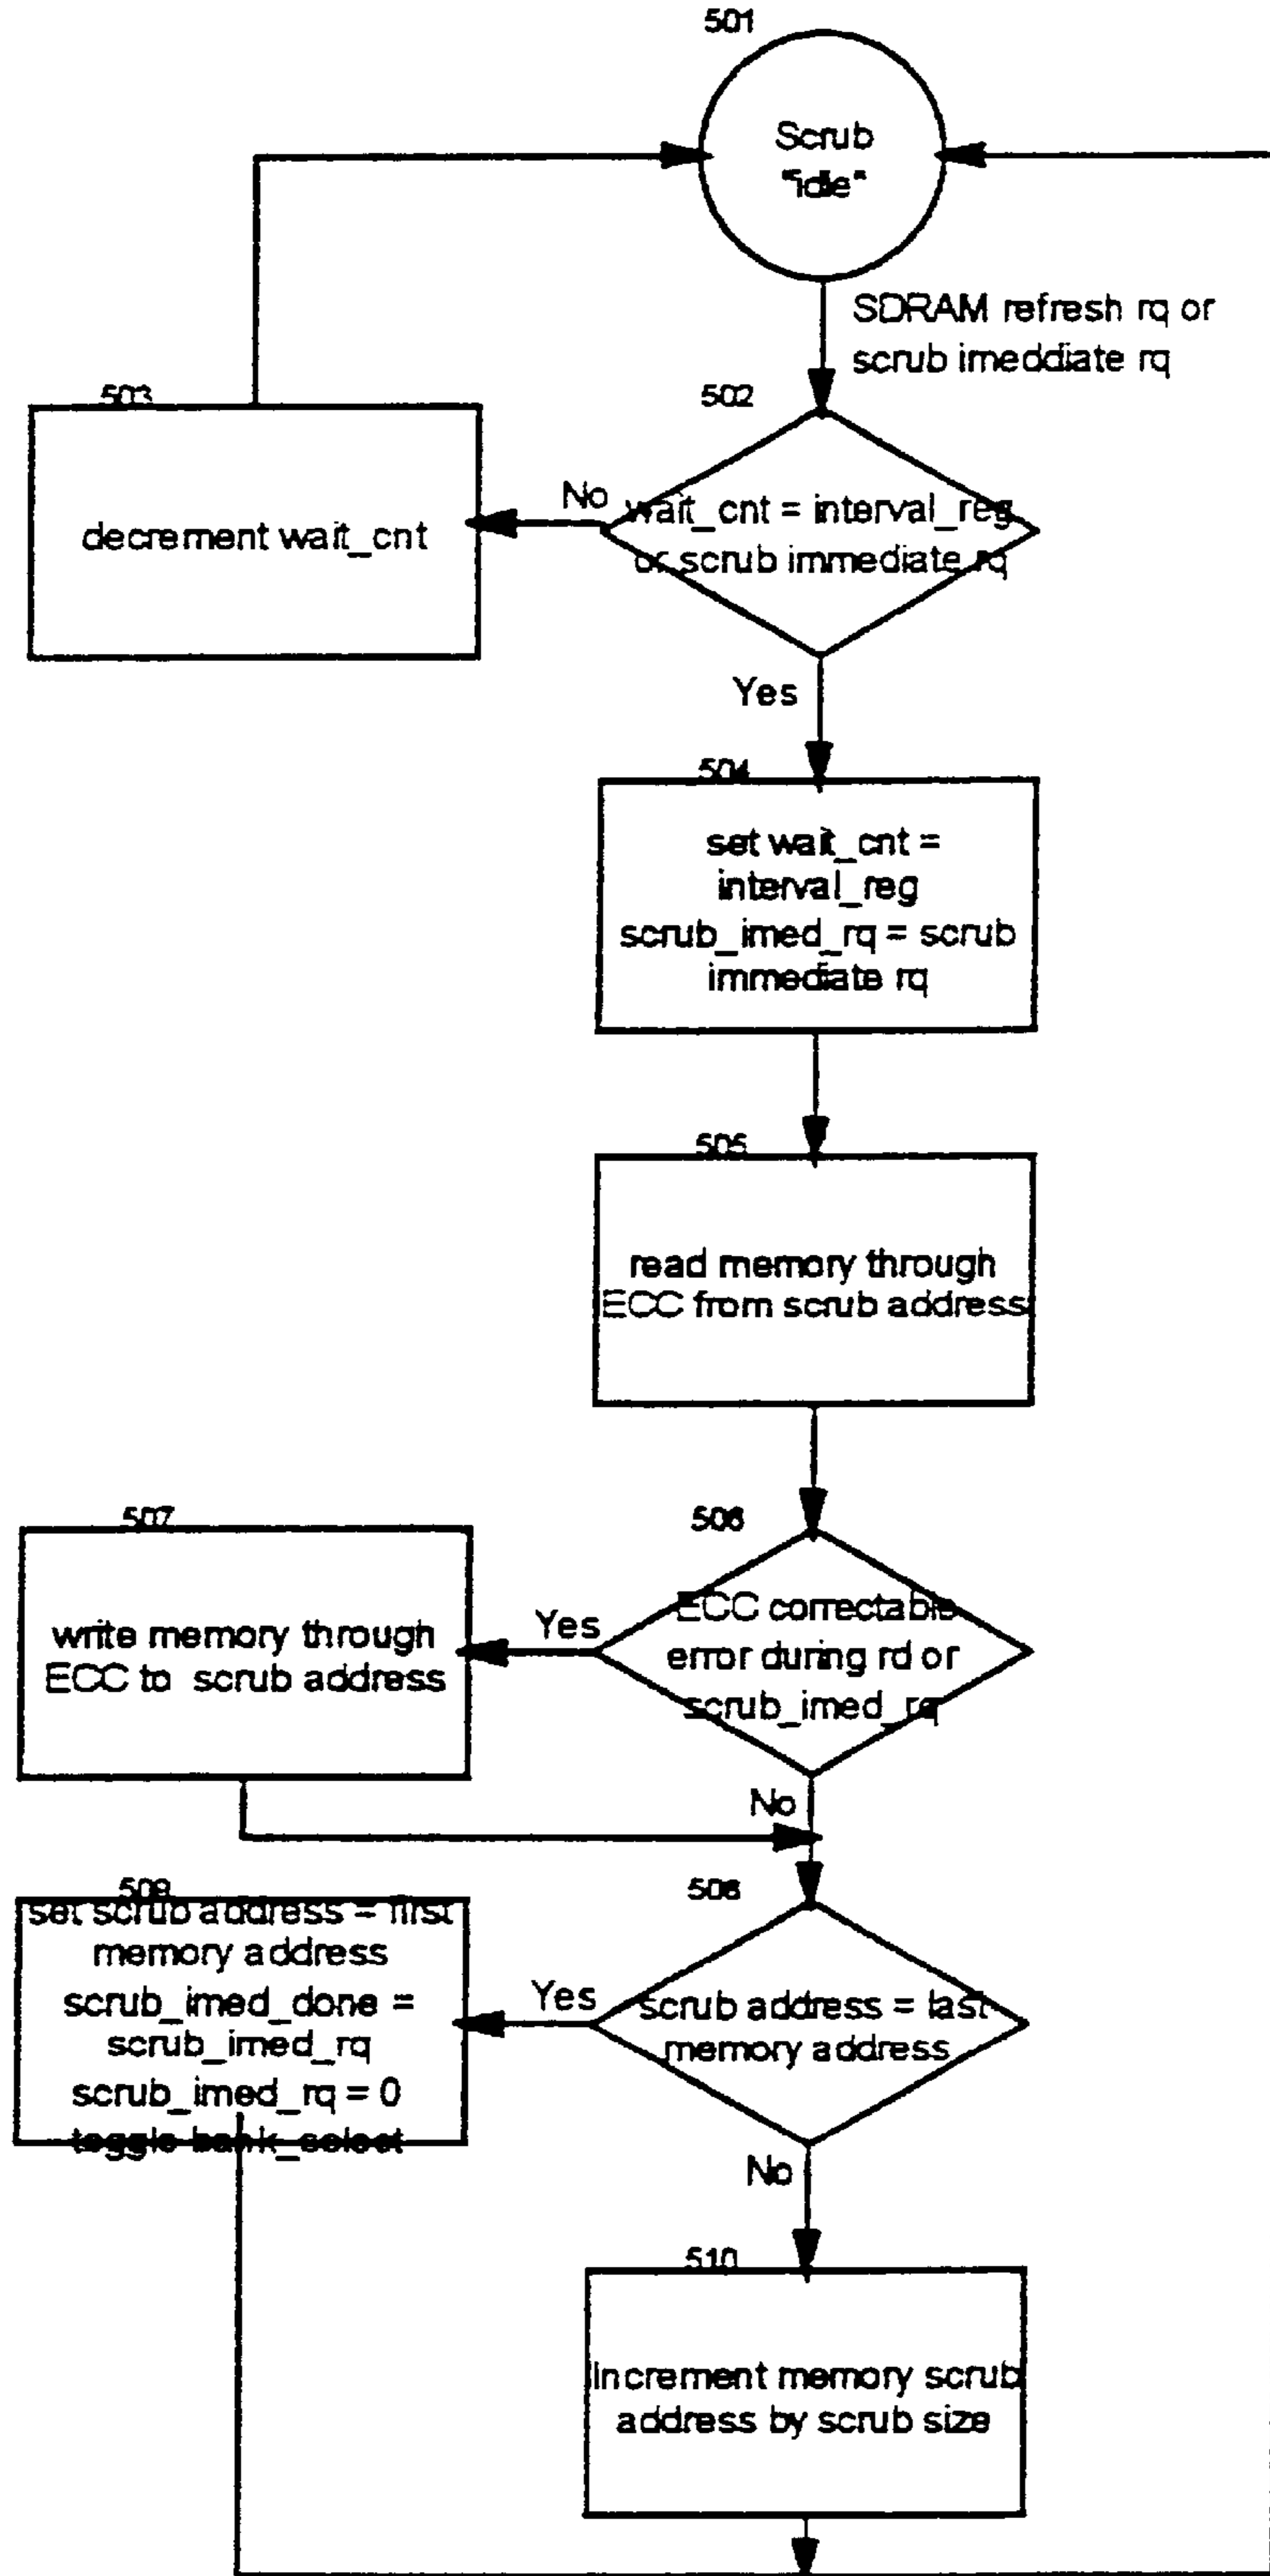 501
Scrub
"idle"
SDRAM refresh rq or
scrub imeddiate rq
503
decrement wait_cnt
502
No
wait_cnt = interval_reg
or scrub immediate rq
Yes
504
set wait_cnt =
interval_reg
scrub_imed_rq = scrub
immediate rq
505
read memory through
ECC from scrub address
507
write memory through
ECC to scrub address
506
Yes
ECC correctable
error during rd or
scrub_imed_rq
No
509
set scrub address = first
memory address
scrub_imed_done =
scrub_imed_rq
scrub_imed_rq = 0
toggle bank_select
508
Yes
scrub address = last
memory address
No
510
increment memory scrub
address by scrub size